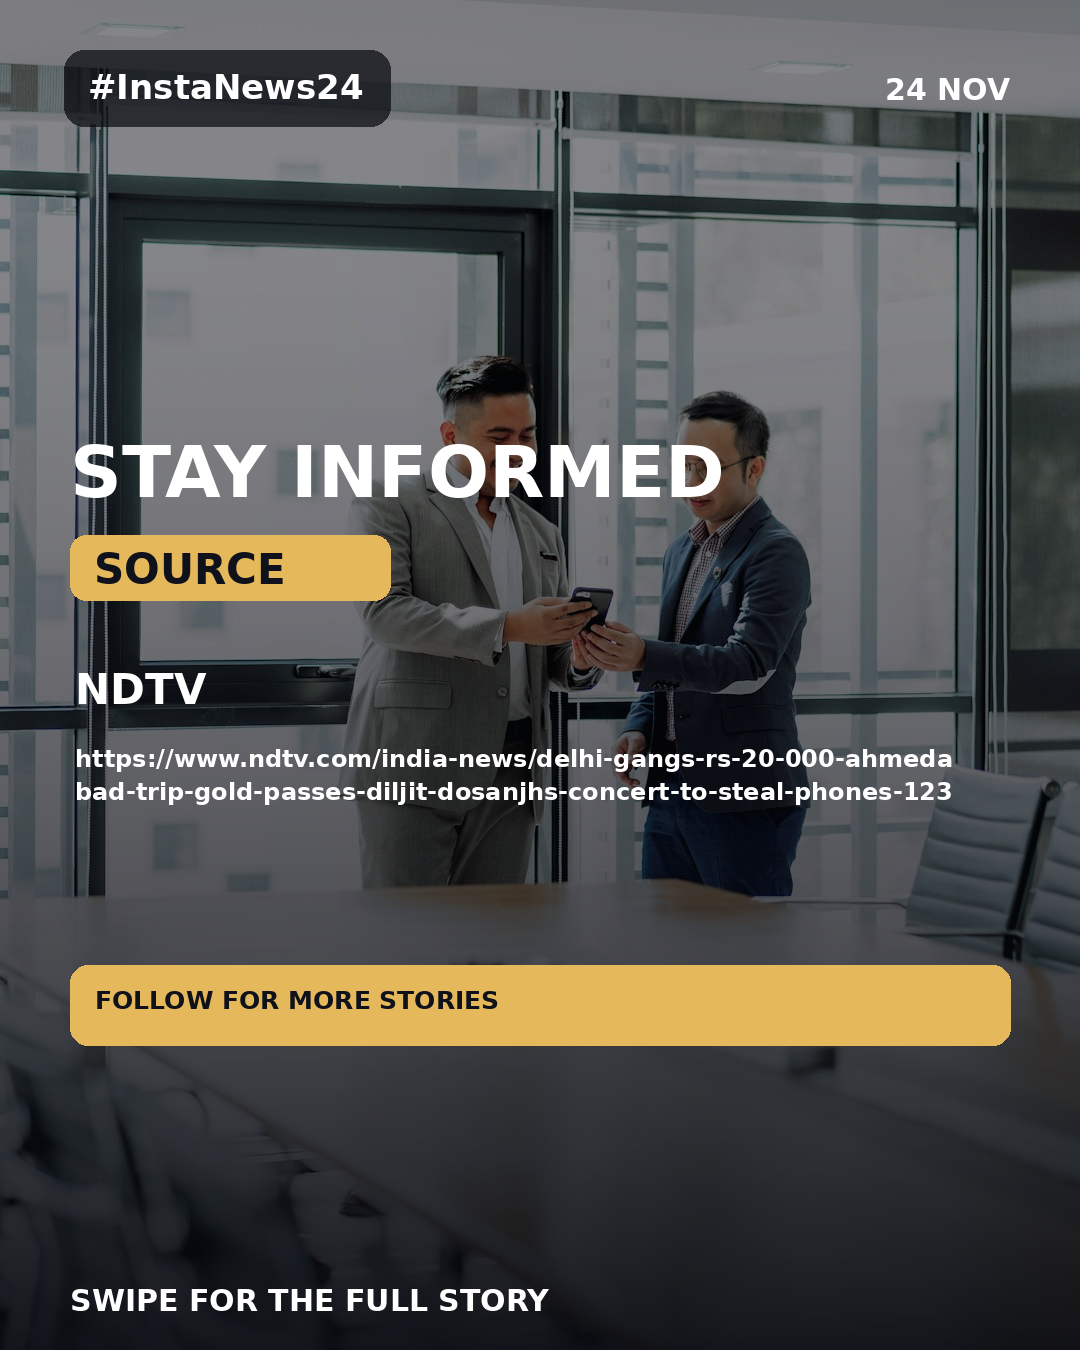 #InstaNews24
24 NOV
STAY INFORMED
SOURCE
NDTV
https://www.ndtv.com/india-news/delhi-gangs-rs-20-000-ahmeda
bad-trip-gold-passes-diljit-dosanjhs-concert-to-steal-phones-123
FOLLOW FOR MORE STORIES
SWIPE FOR THE FULL STORY